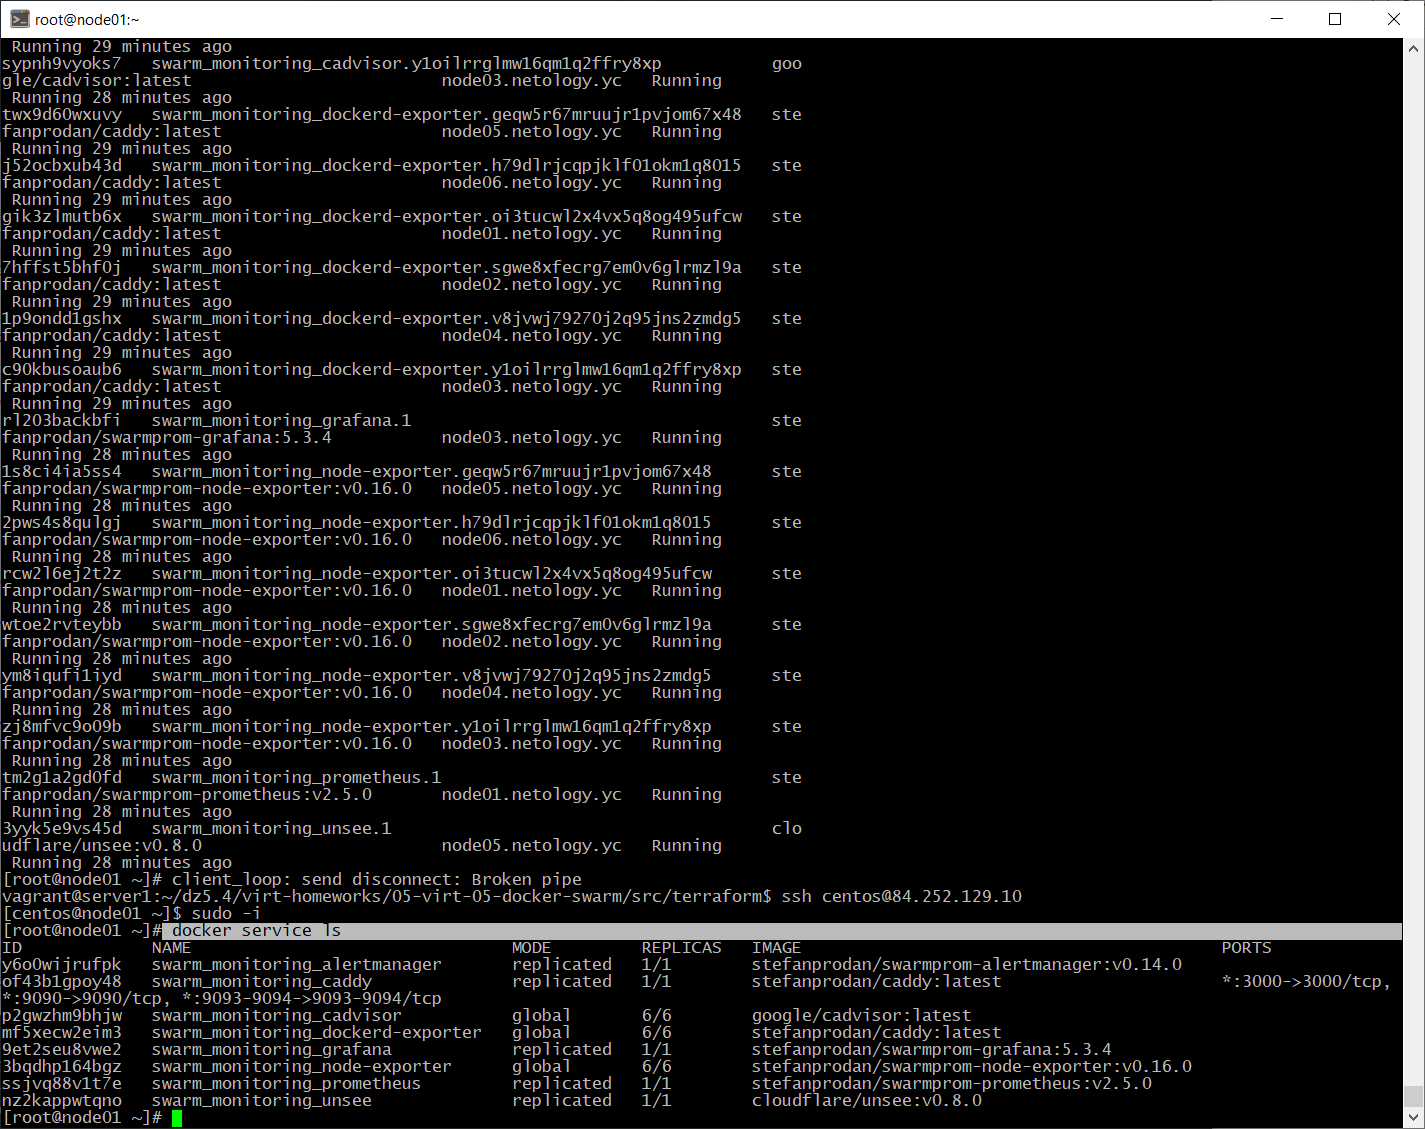 root@node01:~
 Running 29 minutes ago
sypnh9vyoks7   swarm_monitoring_cadvisor.y1oilrrglmw16qm1q2ffry8xp           goo
gle/cadvisor:latest                         node03.netology.yc   Running
 Running 28 minutes ago
twx9d60wxuvy   swarm_monitoring_dockerd-exporter.geqw5r67mruujr1pvjom67x48   ste
fanprodan/caddy:latest                      node05.netology.yc   Running
 Running 29 minutes ago
j52ocbxub43d   swarm_monitoring_dockerd-exporter.h79dlrjcqpjklf01okm1q8015   ste
fanprodan/caddy:latest                      node06.netology.yc   Running
 Running 29 minutes ago
gik3zlmutb6x   swarm_monitoring_dockerd-exporter.oi3tucwl2x4vx5q8og495ufcw   ste
fanprodan/caddy:latest                      node01.netology.yc   Running
 Running 29 minutes ago
7hffst5bhf0j   swarm_monitoring_dockerd-exporter.sgwe8xfecrg7em0v6glrmzl9a   ste
fanprodan/caddy:latest                      node02.netology.yc   Running
 Running 29 minutes ago
1p9ondd1gshx   swarm_monitoring_dockerd-exporter.v8jvwj79270j2q95jns2zmdg5   ste
fanprodan/caddy:latest                      node04.netology.yc   Running
 Running 29 minutes ago
c90kbusoaub6   swarm_monitoring_dockerd-exporter.y1oilrrglmw16qm1q2ffry8xp   ste
fanprodan/caddy:latest                      node03.netology.yc   Running
 Running 29 minutes ago
rl203backbfi   swarm_monitoring_grafana.1                                    ste
fanprodan/swarmprom-grafana:5.3.4           node03.netology.yc   Running
 Running 28 minutes ago
1s8ci4ia5ss4   swarm_monitoring_node-exporter.geqw5r67mruujr1pvjom67x48      ste
fanprodan/swarmprom-node-exporter:v0.16.0   node05.netology.yc   Running
 Running 28 minutes ago
2pws4s8qulgj   swarm_monitoring_node-exporter.h79dlrjcqpjklf01okm1q8015      ste
fanprodan/swarmprom-node-exporter:v0.16.0   node06.netology.yc   Running
 Running 28 minutes ago
rcw2l6ej2t2z   swarm_monitoring_node-exporter.oi3tucwl2x4vx5q8og495ufcw      ste
fanprodan/swarmprom-node-exporter:v0.16.0   node01.netology.yc   Running
 Running 28 minutes ago
wtoe2rvteybb   swarm_monitoring_node-exporter.sgwe8xfecrg7em0v6glrmzl9a      ste
fanprodan/swarmprom-node-exporter:v0.16.0   node02.netology.yc   Running
 Running 28 minutes ago
ym8iqufi1iyd   swarm_monitoring_node-exporter.v8jvwj79270j2q95jns2zmdg5      ste
fanprodan/swarmprom-node-exporter:v0.16.0   node04.netology.yc   Running
 Running 28 minutes ago
zj8mfvc9o09b   swarm_monitoring_node-exporter.y1oilrrglmw16qm1q2ffry8xp      ste
fanprodan/swarmprom-node-exporter:v0.16.0   node03.netology.yc   Running
 Running 28 minutes ago
tm2g1a2gd0fd   swarm_monitoring_prometheus.1                                 ste
fanprodan/swarmprom-prometheus:v2.5.0       node01.netology.yc   Running
 Running 28 minutes ago
3yyk5e9vs45d   swarm_monitoring_unsee.1                                      clo
udflare/unsee:v0.8.0                        node05.netology.yc   Running
 Running 28 minutes ago
[root@node01 ~]# client_loop: send disconnect: Broken pipe
vagrant@server1:~/dz5.4/virt-homeworks/05-virt-05-docker-swarm/src/terraform$ ssh centos@84.252.129.10
[centos@node01 ~]$ sudo -i
[root@node01 ~]# docker service ls
ID             NAME                                MODE         REPLICAS   IMAGE                                          PORTS
y6o0wijrufpk   swarm_monitoring_alertmanager       replicated   1/1        stefanprodan/swarmprom-alertmanager:v0.14.0
of43b1gpoy48   swarm_monitoring_caddy              replicated   1/1        stefanprodan/caddy:latest                      *:3000->3000/tcp,
*:9090->9090/tcp, *:9093-9094->9093-9094/tcp
p2gwzhm9bhjw   swarm_monitoring_cadvisor           global       6/6        google/cadvisor:latest
mf5xecw2eim3   swarm_monitoring_dockerd-exporter   global       6/6        stefanprodan/caddy:latest
9et2seu8vwe2   swarm_monitoring_grafana            replicated   1/1        stefanprodan/swarmprom-grafana:5.3.4
3bqdhp164bgz   swarm_monitoring_node-exporter      global       6/6        stefanprodan/swarmprom-node-exporter:v0.16.0
ssjvq88v1t7e   swarm_monitoring_prometheus         replicated   1/1        stefanprodan/swarmprom-prometheus:v2.5.0
nz2kappwtqno   swarm_monitoring_unsee              replicated   1/1        cloudflare/unsee:v0.8.0
[root@node01 ~]#